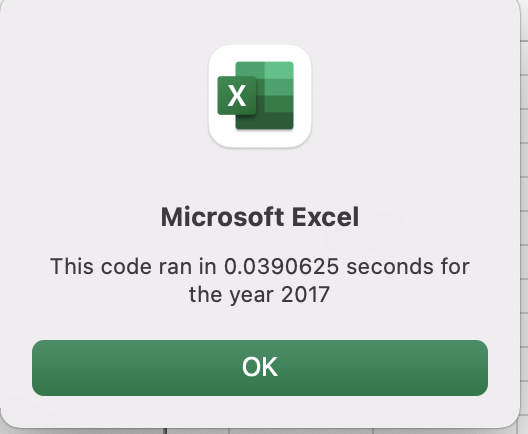 X
Microsoft Excel
This code ran in 0.0390625 seconds for
the year 2017
OK